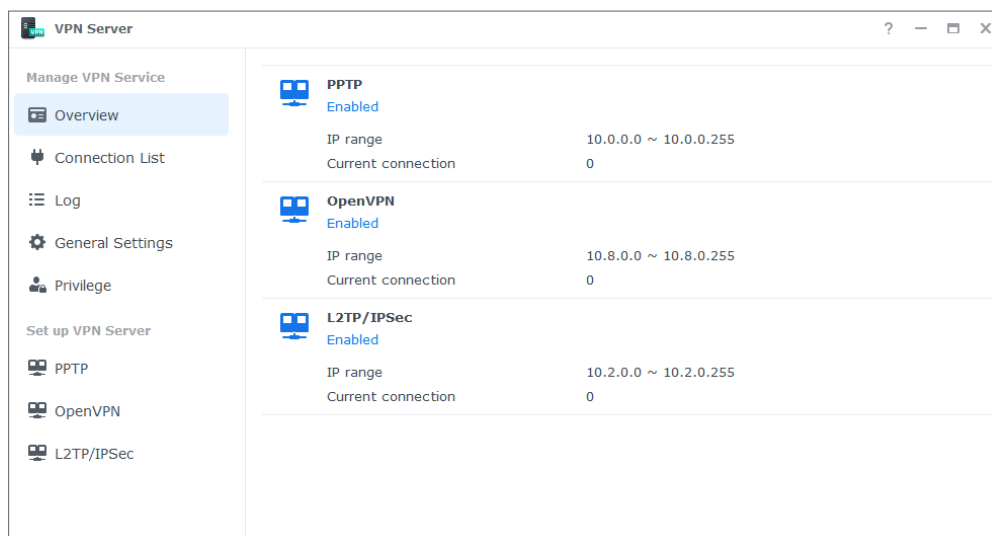 VPN Server
Manage VPN Service
Overview
Connection List
Log
General Settings
Privilege
Set up VPN Server
PPTP
OpenVPN
L2TP/IPSec
PPTP
Enabled
IP range 10.0.0.0 ~ 10.0.0.255
Current connection 0
OpenVPN
Enabled
IP range 10.8.0.0 ~ 10.8.0.255
Current connection 0
L2TP/IPSec
Enabled
IP range 10.2.0.0 ~ 10.2.0.255
Current connection 0